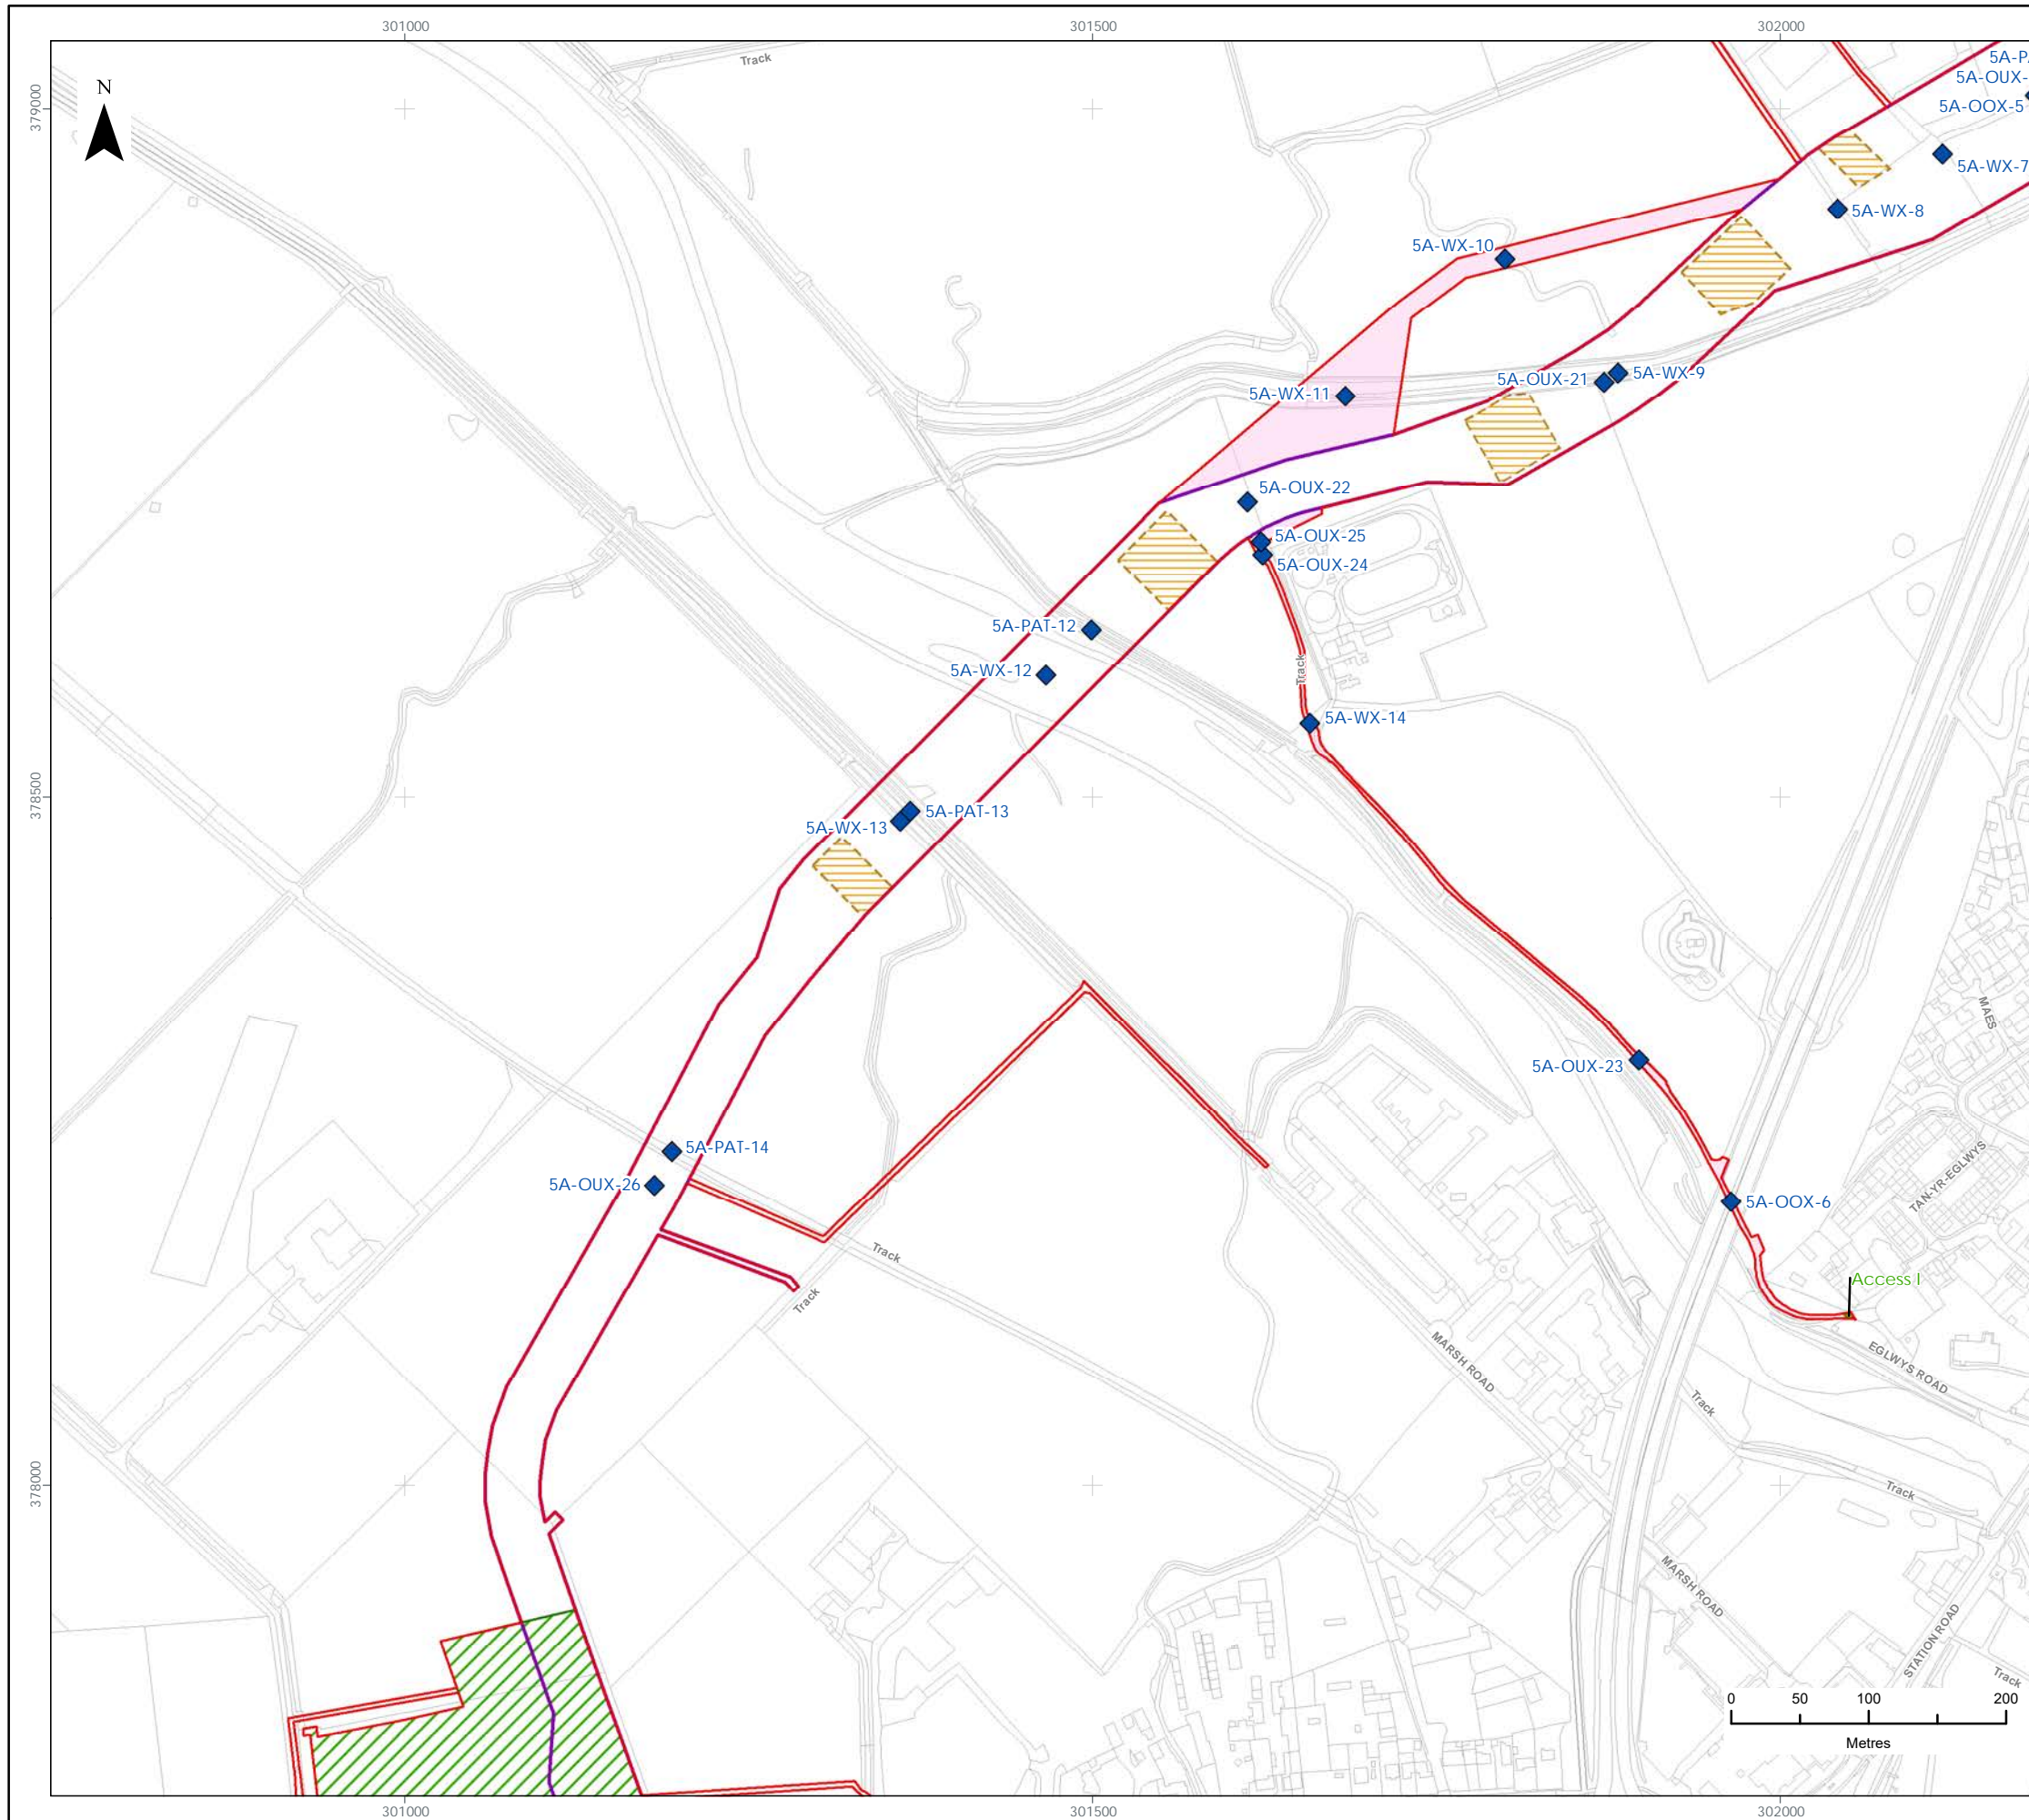 301000
301500
302000
Track
5A-P
5A-OUX-
5A-OOX-5
379000
N
5A-WX-7
5A-WX-8
5A-WX-10
5A-OUX-21
5A-WX-9
5A-WX-11
5A-OUX-22
5A-OUX-25
5A-OUX-24
5A-PAT-12
5A-WX-12
Track
5A-WX-14
378500
5A-PAT-13
5A-WX-13
MAES
5A-OUX-23
5A-PAT-14
5A-OUX-26
TAN-YR-EGLWYS
5A-OOX-6
Track
Access I
Track
MARSH ROAD
EGLWYS ROAD
Track
378000
Track
MARSH ROAD
STATION ROAD
Track
0 50 100 200
Metres
301000
301500
302000